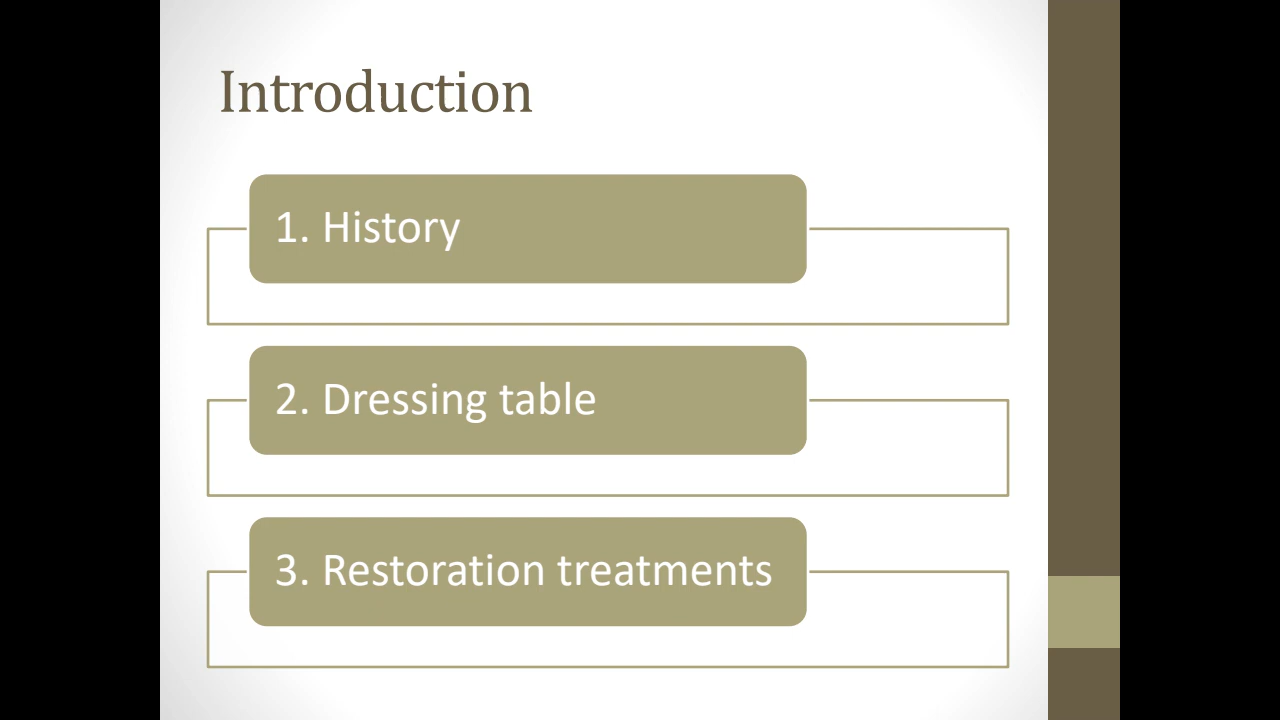 Introduction
1. History
2. Dressing table
3. Restoration treatments